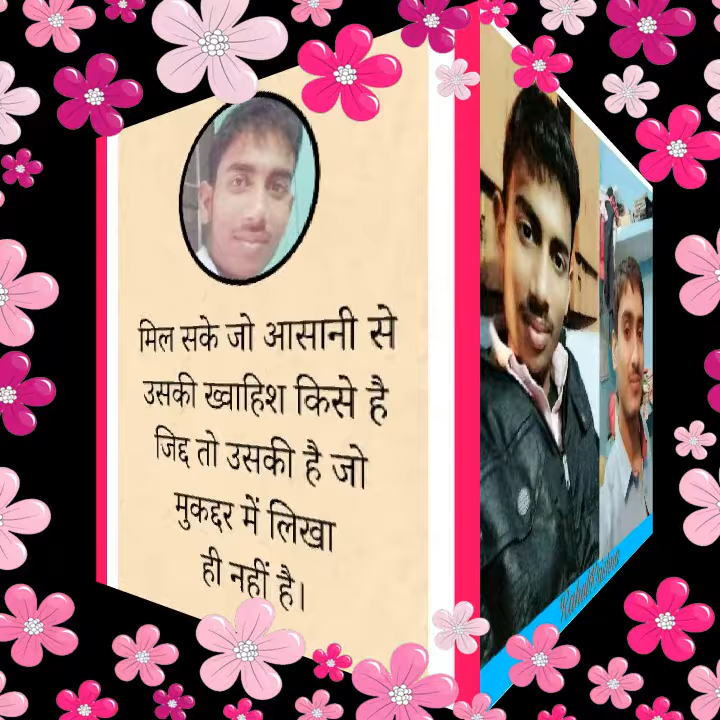 मिल सके जो आसानी से
उसकी ख्वाहिश किसे है
जिद्द तो उसकी है जो
मुकद्दर में लिखा
ही नहीं है।